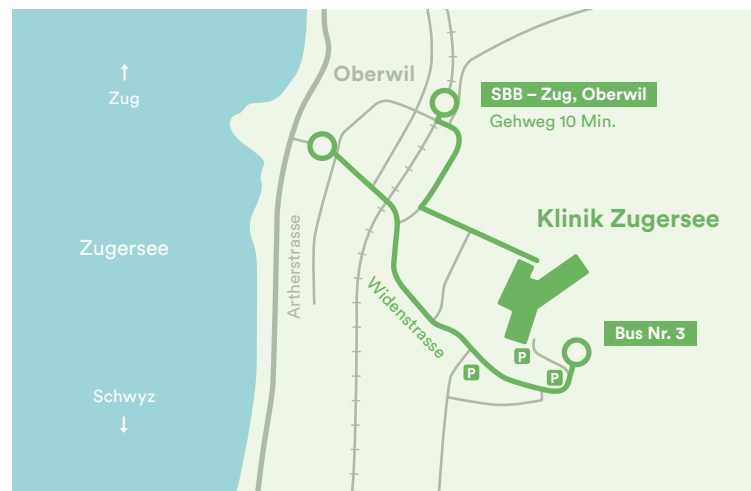 Oberwil
SBB – Zug, Oberwil
Gehweg 10 Min.
↑
Zug
Zugersee
Artherstrasse
Klinik Zugersee
Widenstrasse
Bus Nr. 3
P
P
P
Schwyz
↓